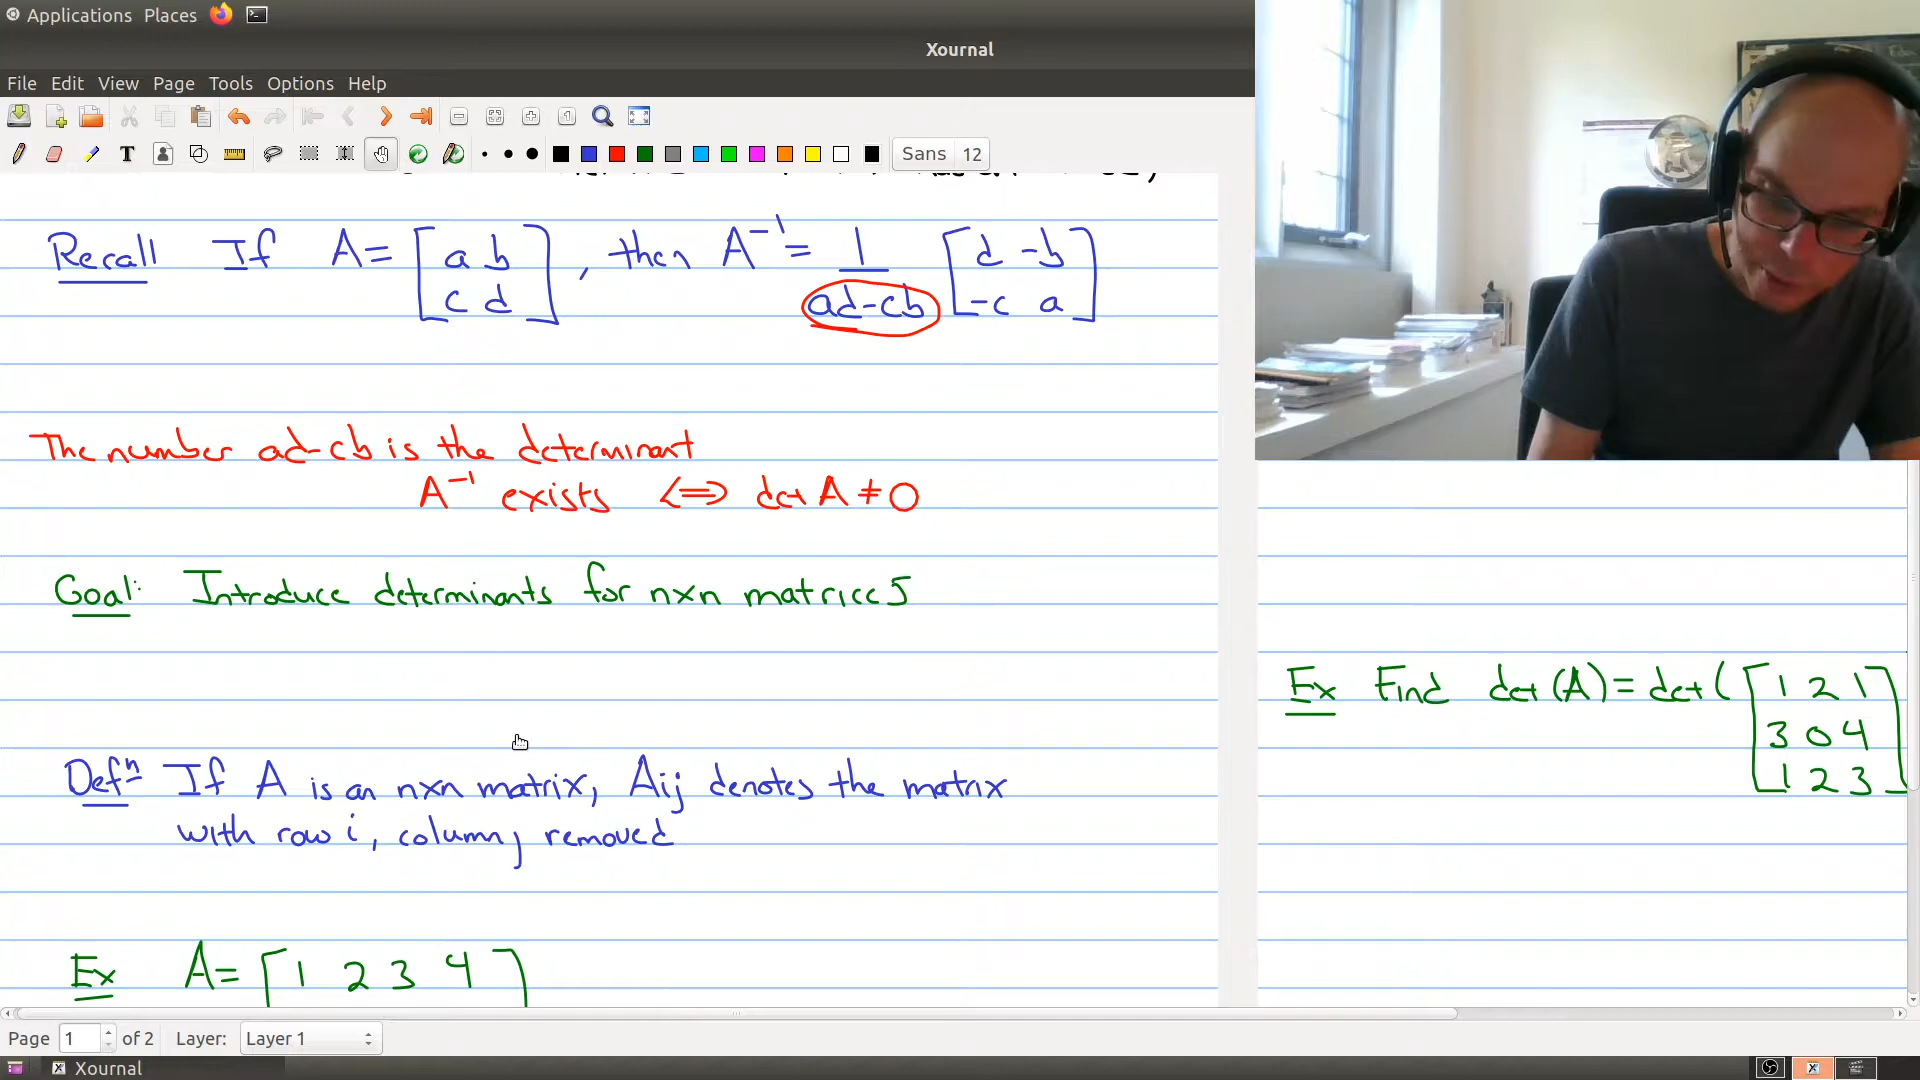 Applications Places
Xournal
File Edit View Page Tools Options Help
Sans 12
Recall If A = [ a b , then A⁻¹ = 1 [ d -b
c d ] ad-cb -c a ]
The number ad-cb is the determinant
A⁻¹ exists <=> det A ≠ 0
Goal: Introduce determinants for nxn matrices
Defⁿ If A is an nxn matrix, Aij denotes the matrix
with row i, column j removed
Ex A = [ 1 2 3 4 ]
Ex Find det(A) = det( [ 1 2 1
3 0 4
1 2 3 ]
Page 1 of 2 Layer: Layer 1
Xournal